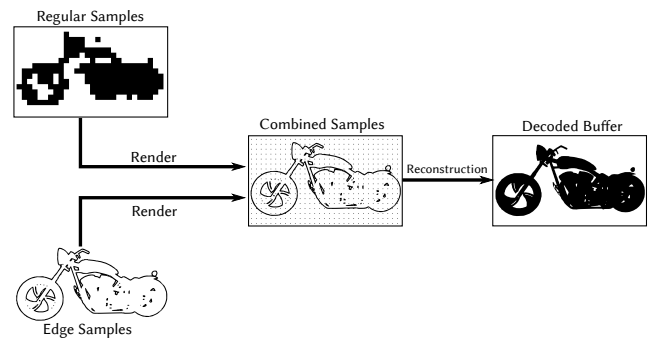 Regular Samples
Render
Combined Samples
Reconstruction
Decoded Buffer
Render
Edge Samples